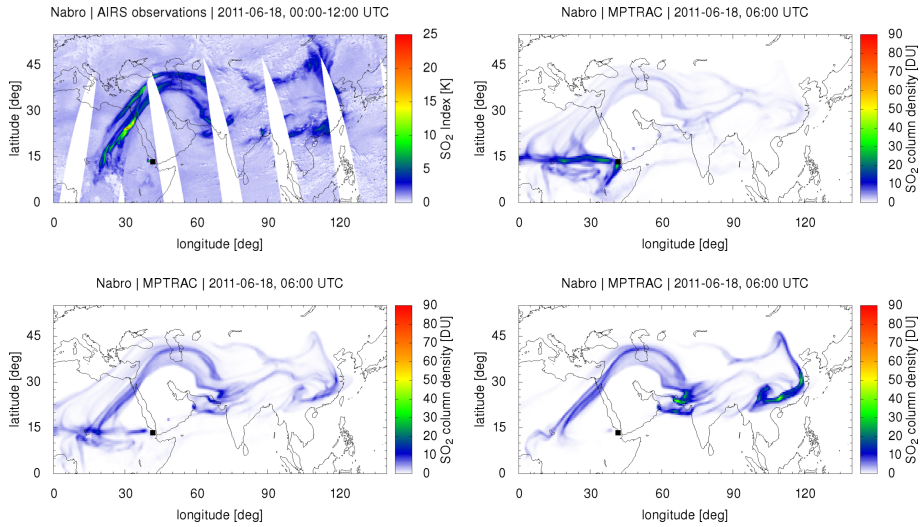 Nabro | AIRS observations | 2011-06-18, 00:00-12:00 UTC
latitude [deg]
45
30
15
0
0 30 60 90 120
longitude [deg]
25
20
15
10
5
0
SO2 Index [K]
Nabro | MPTRAC | 2011-06-18, 06:00 UTC
latitude [deg]
45
30
15
0
0 30 60 90 120
longitude [deg]
90
80
70
60
50
40
30
20
10
0
SO2 column density [DU]
Nabro | MPTRAC | 2011-06-18, 06:00 UTC
latitude [deg]
45
30
15
0
0 30 60 90 120
longitude [deg]
90
80
70
60
50
40
30
20
10
0
SO2 column density [DU]
Nabro | MPTRAC | 2011-06-18, 06:00 UTC
latitude [deg]
45
30
15
0
0 30 60 90 120
longitude [deg]
90
80
70
60
50
40
30
20
10
0
SO2 column density [DU]